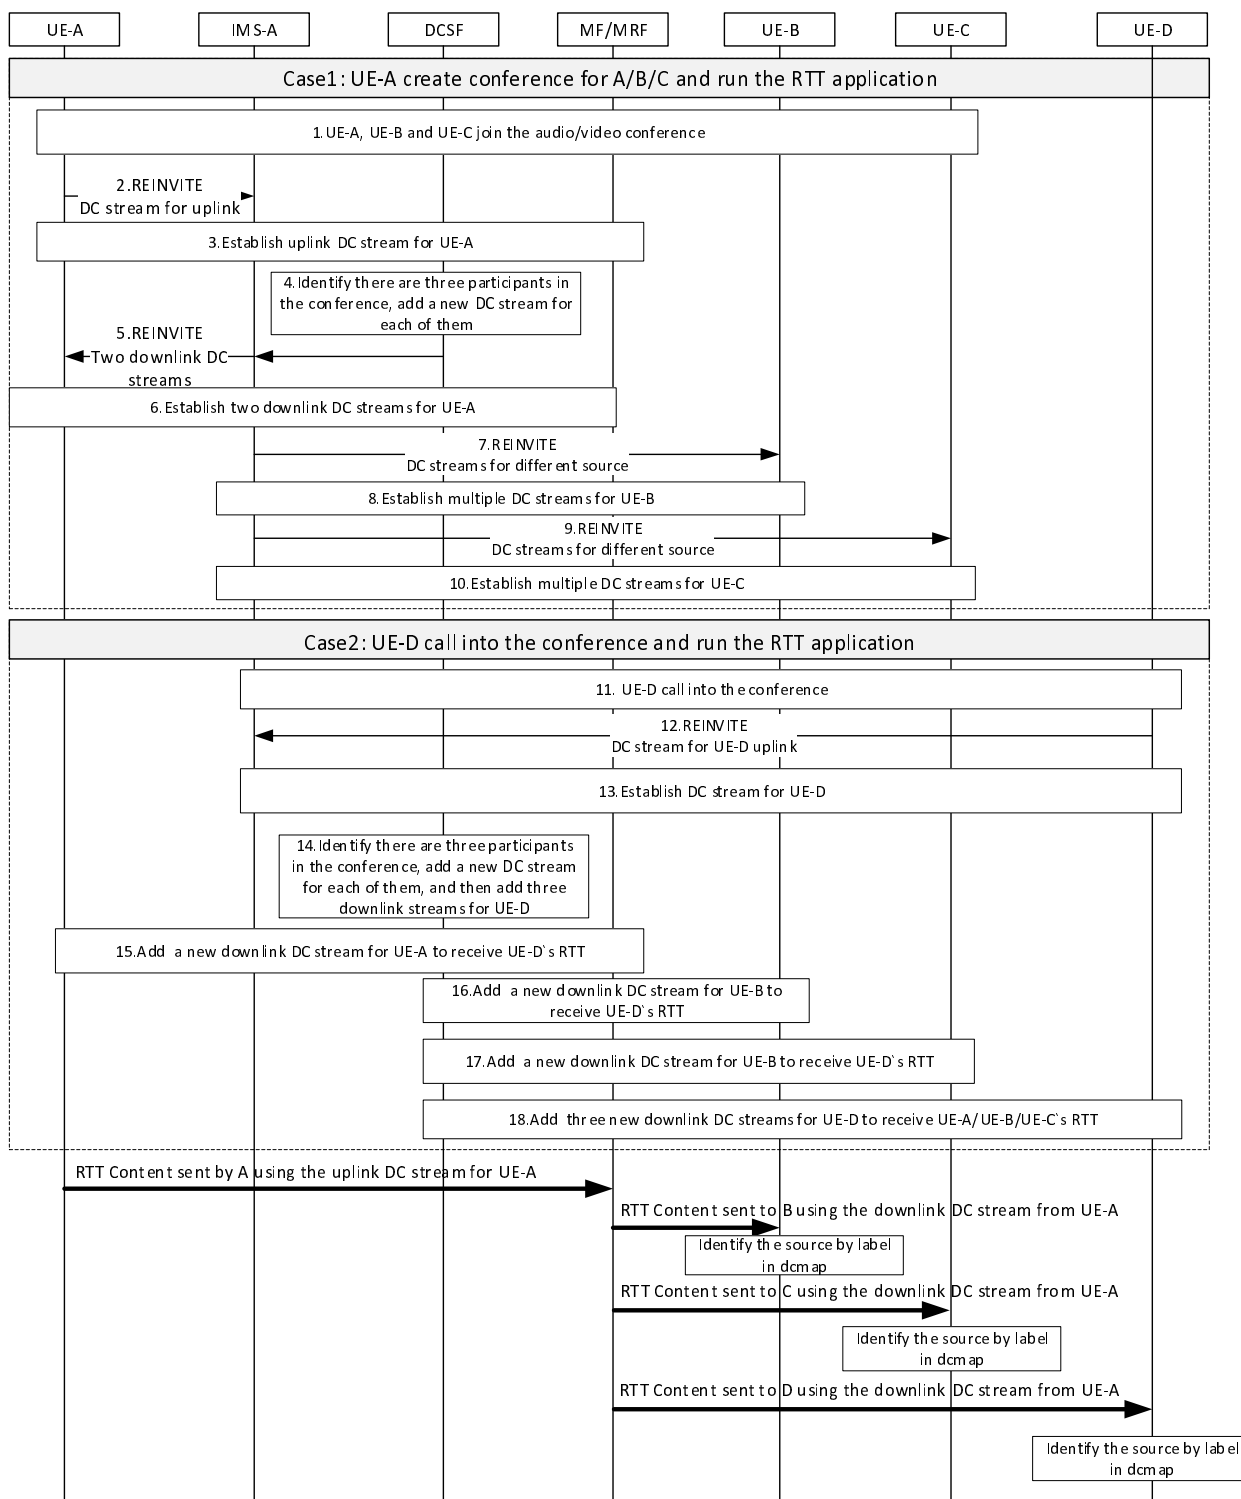 UE-A
IMS-A
DCSF
MF/MRF
UE-B
UE-C
UE-D
Case1: UE-A create conference for A/B/C and run the RTT application
1.UE-A, UE-B and UE-C join the audio/video conference
2.REINVITE
DC stream for uplink
3.Establish uplink DC stream for UE-A
4.Identify there are three participants in
the conference, add a new DC stream for
each of them
5.REINVITE
Two downlink DC
streams
6.Establish two downlink DC streams for UE-A
7.REINVITE
DC streams for different source
8.Establish multiple DC streams for UE-B
9.REINVITE
DC streams for different source
10.Establish multiple DC streams for UE-C
Case2: UE-D call into the conference and run the RTT application
11. UE-D call into the conference
12.REINVITE
DC stream for UE-D uplink
13.Establish DC stream for UE-D
14.Identify there are three participants
in the conference, add a new DC stream
for each of them, and then add three
downlink streams for UE-D
15.Add a new downlink DC stream for UE-A to receive UE-D`s RTT
16.Add a new downlink DC stream for UE-B to
receive UE-D`s RTT
17.Add a new downlink DC stream for UE-B to receive UE-D`s RTT
18.Add three new downlink DC streams for UE-D to receive UE-A/UE-B/UE-C`s RTT
RTT Content sent by A using the uplink DC stream for UE-A
RTT Content sent to B using the downlink DC stream from UE-A
Identify the source by label
in dcmap
RTT Content sent to C using the downlink DC stream from UE-A
Identify the source by label
in dcmap
RTT Content sent to D using the downlink DC stream from UE-A
Identify the source by label
in dcmap